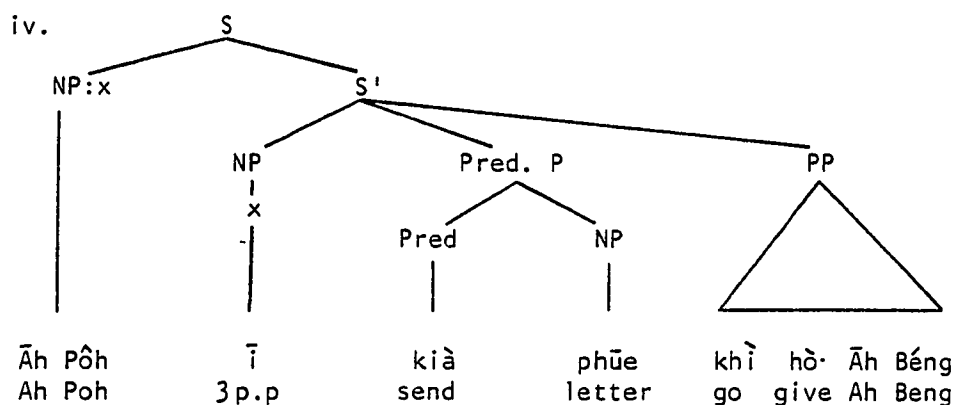 iv. S
NP:x S'
NP Pred. P PP
x
Pred NP
Āh Pôh ī kià phūe khì hò· Āh Béng
Ah Poh 3p.p send letter go give Ah Beng